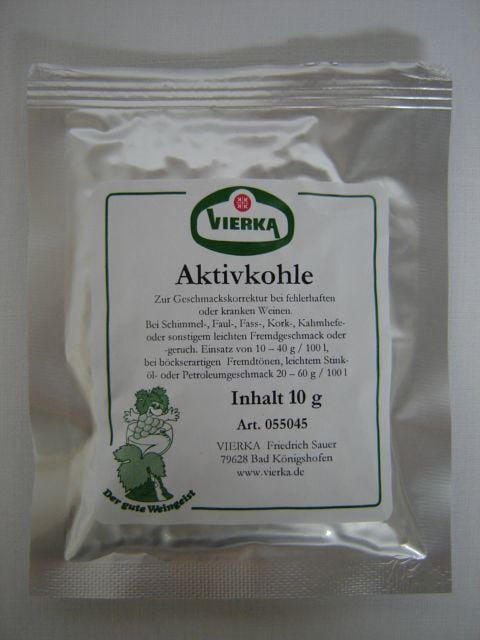 VIERKA
Aktivkohle
Zur Geschmackskorrektur bei fehlerhaften
oder kranken Weinen.
Bei Schimmel-, Faul-, Fass-, Kork-, Kahmhefe-
oder sonstigem leichten Fremdgeschmack oder
-geruch. Einsatz von 10 – 40 g / 100 l,
bei böckserartigen Fremdtönen, leichtem Stink-
öl- oder Petroleumgeschmack 20 – 60 g / 100 l
Inhalt 10 g
Art. 055045
VIERKA Friedrich Sauer
79628 Bad Königshofen
www.vierka.de
Der gute Weingeist